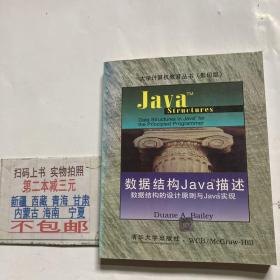 扫码上书 实物拍照
第二本减三元
新疆 西藏 青海 甘肃
内蒙古 海南 宁夏
不包邮
大学计算机教育丛书（影印版）
Java™
Structures
Data Structures in Java™ for
the Principled Programmer
数据结构Java™描述
数据结构的设计原则与Java实现
Duane A. Bailey
清华大学出版社
WCB/McGraw-Hill